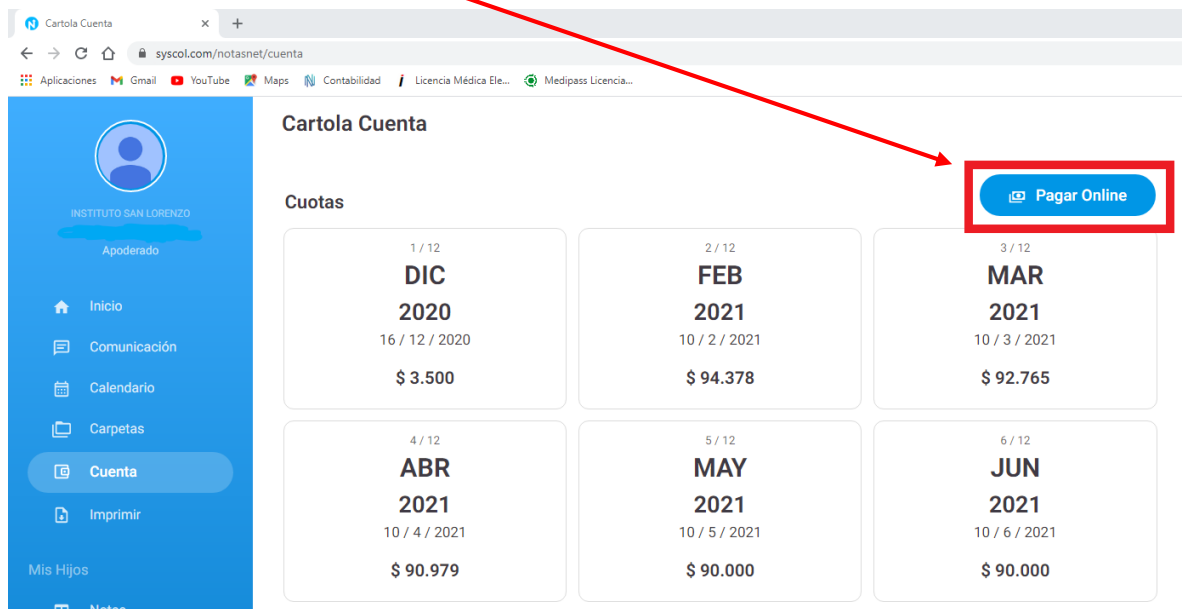 Cartola Cuenta
syscol.com/notasnet/cuenta
Aplicaciones Gmail YouTube Maps Contabilidad Licencia Médica Ele... Medipass Licencia...
INSTITUTO SAN LORENZO
Apoderado
Inicio
Comunicación
Calendario
Carpetas
Cuenta
Imprimir
Mis Hijos
Notas
Cartola Cuenta
Cuotas
Pagar Online
1 / 12
DIC
2020
16 / 12 / 2020
$ 3.500
2 / 12
FEB
2021
10 / 2 / 2021
$ 94.378
3 / 12
MAR
2021
10 / 3 / 2021
$ 92.765
4 / 12
ABR
2021
10 / 4 / 2021
$ 90.979
5 / 12
MAY
2021
10 / 5 / 2021
$ 90.000
6 / 12
JUN
2021
10 / 6 / 2021
$ 90.000